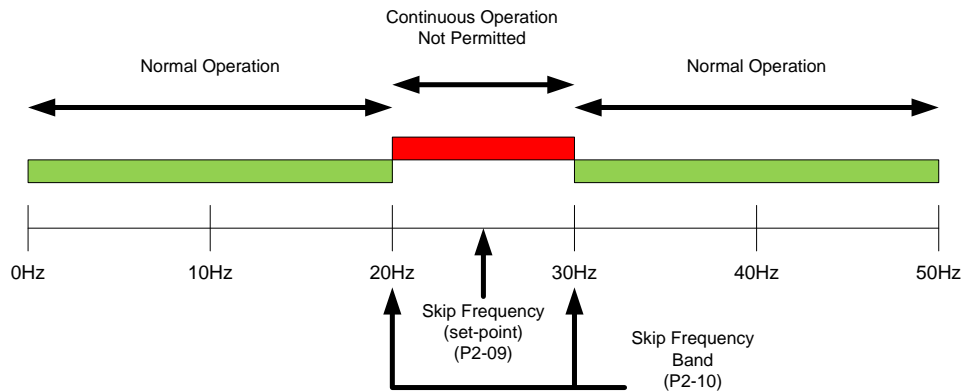 Continuous Operation
Not Permitted
Normal Operation
Normal Operation
0Hz
10Hz
20Hz
30Hz
40Hz
50Hz
Skip Frequency
(set-point)
(P2-09)
Skip Frequency
Band
(P2-10)